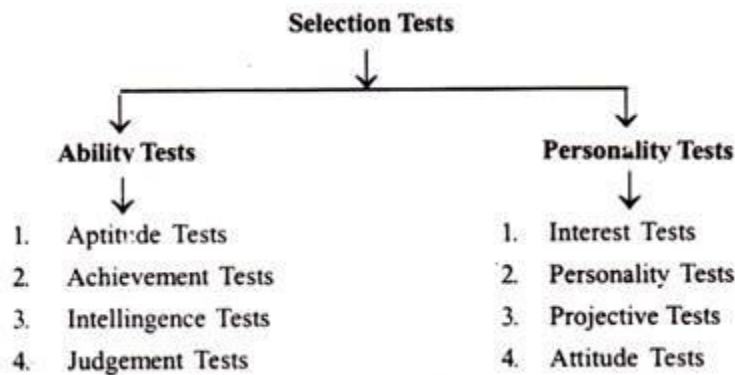 Selection Tests
Ability Tests
Personality Tests
1. Aptitude Tests
2. Achievement Tests
3. Intellingence Tests
4. Judgement Tests
1. Interest Tests
2. Personality Tests
3. Projective Tests
4. Attitude Tests